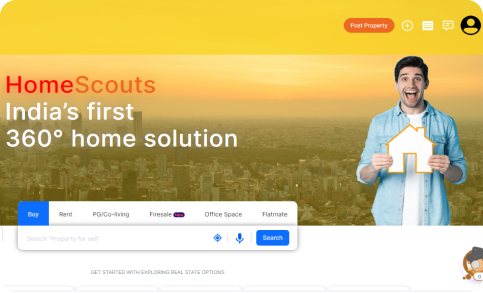 Post Property
HomeScouts
India's first
360° home solution
Buy Rent PG/Co-living Firesale New Office Space Flatmate
Search "Property for sell"
Search
GET STARTED WITH EXPLORING REAL STATE OPTIONS
0